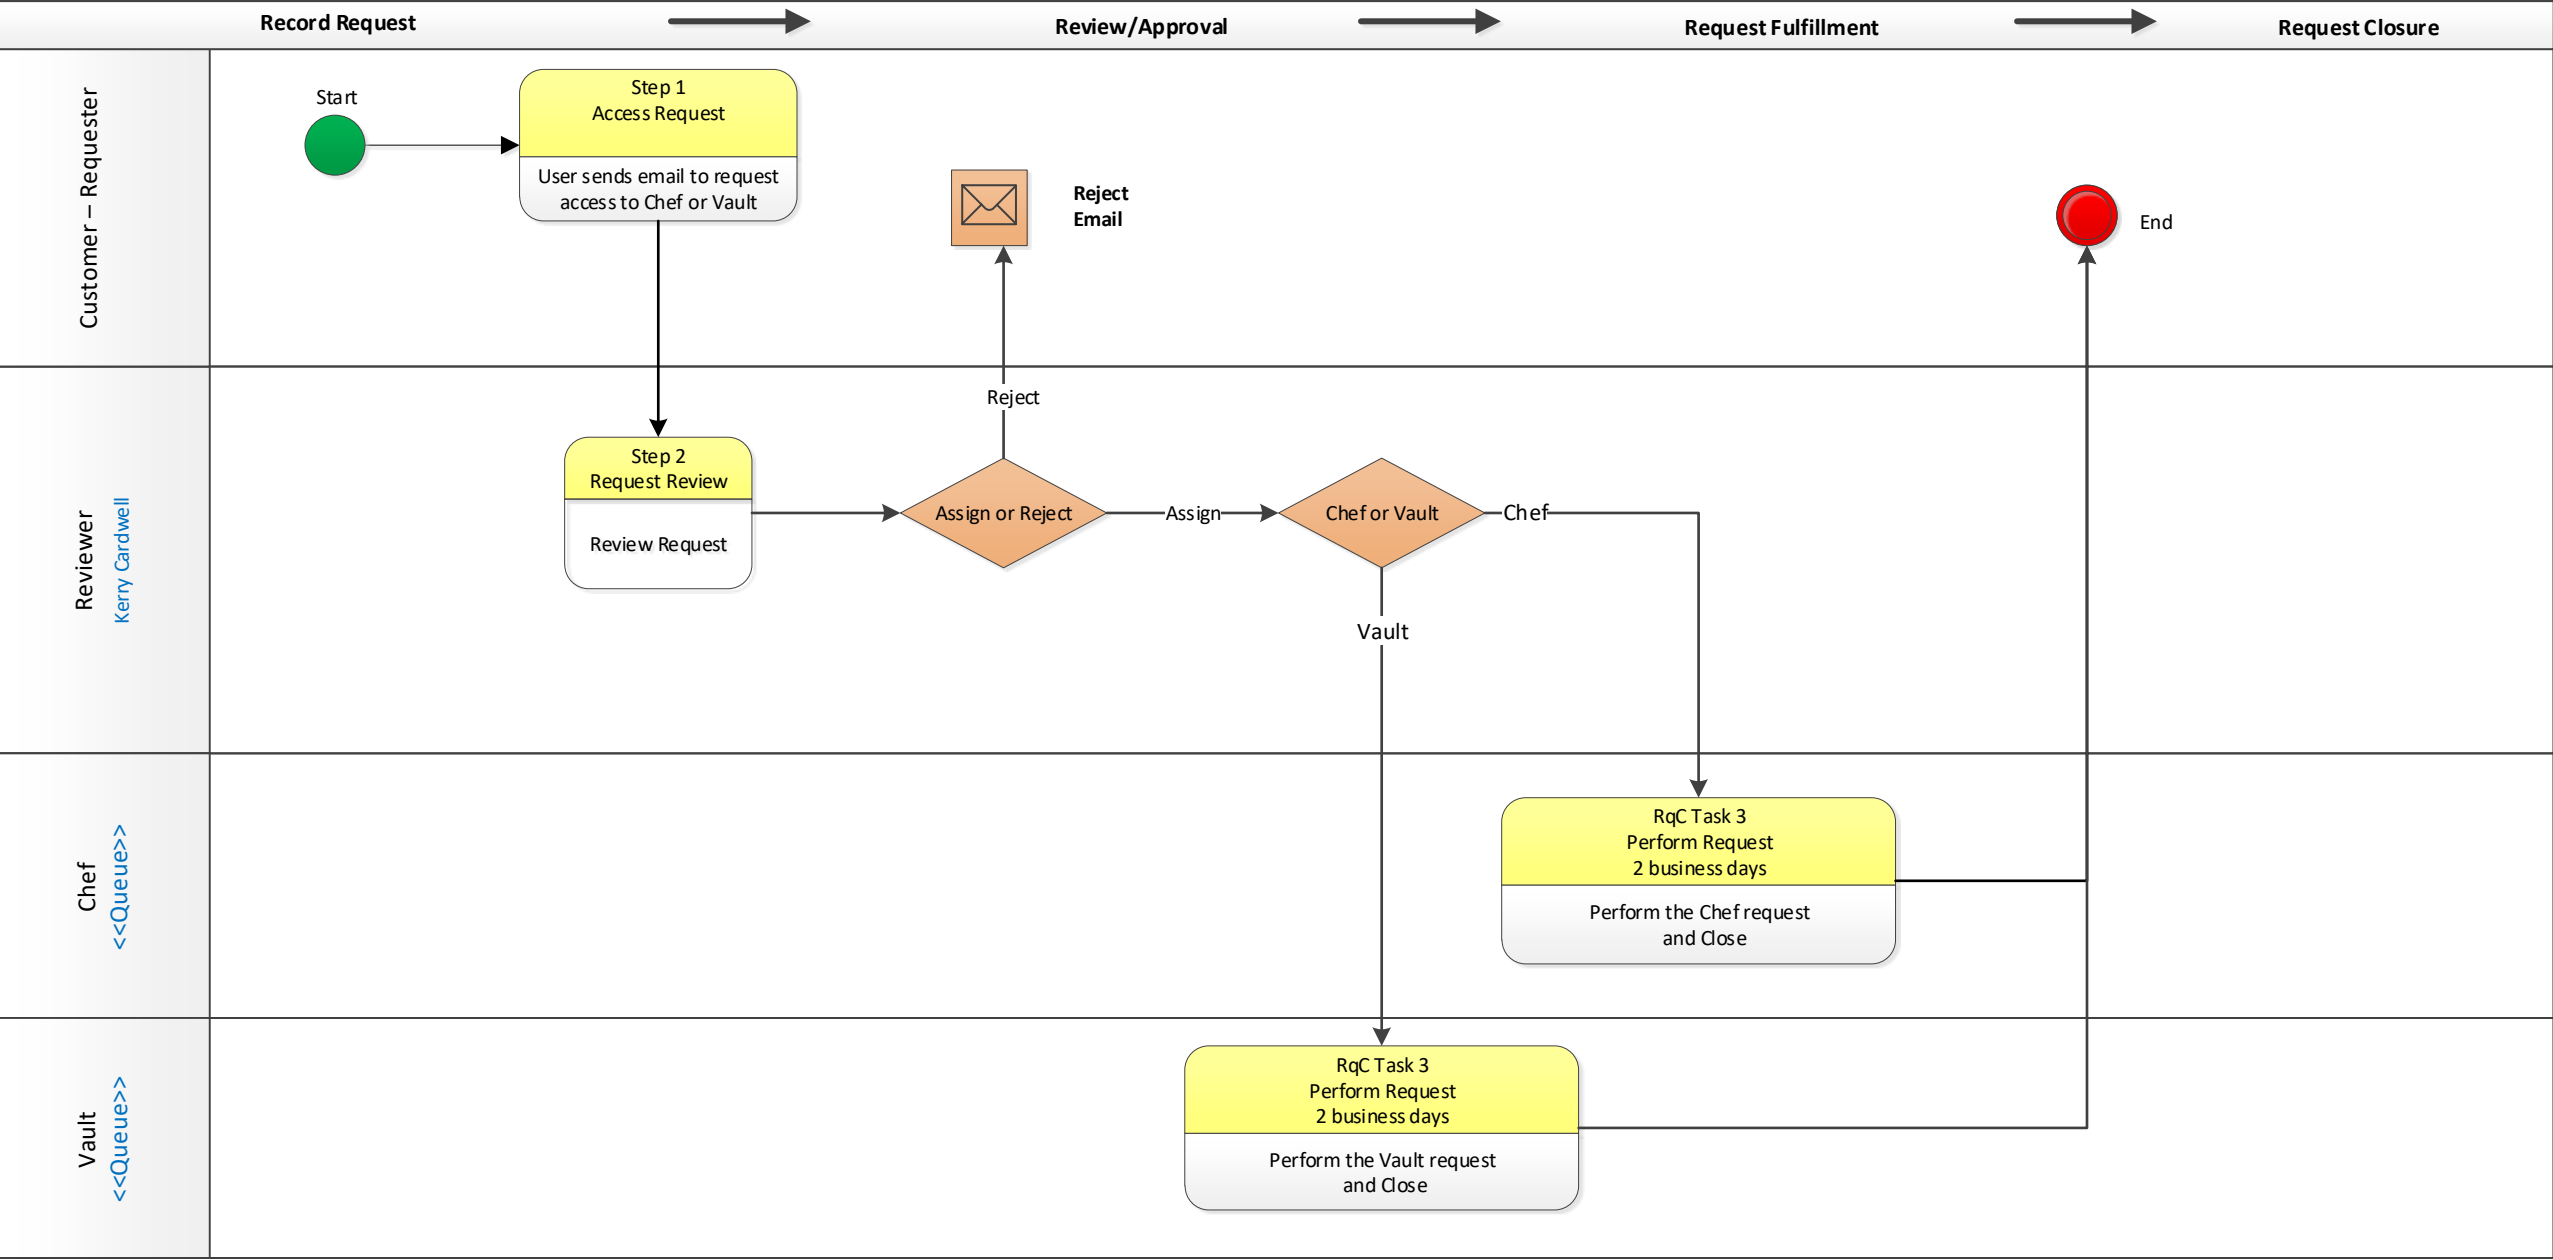 Record Request
Review/Approval
Request Fulfillment
Request Closure
Customer – Requester
Start
Step 1
Access Request
User sends email to request
access to Chef or Vault
Reject
Email
End
Reviewer
Kerry Cardwell
Step 2
Request Review
Review Request
Reject
Assign or Reject
Assign
Chef or Vault
Chef
Vault
Chef
<<Queue>>
RqC Task 3
Perform Request
2 business days
Perform the Chef request
and Close
Vault
<<Queue>>
RqC Task 3
Perform Request
2 business days
Perform the Vault request
and Close